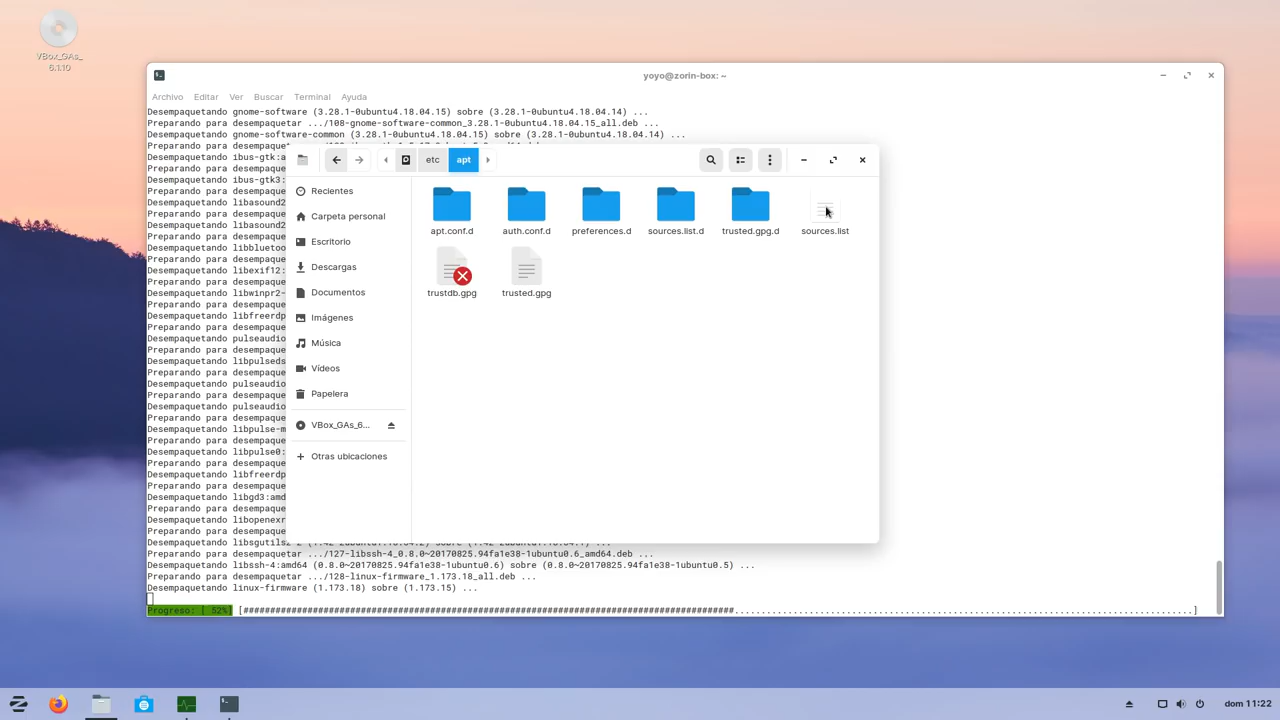 VBox_GAs_
6.1.10
yoyo@zorin-box: ~
Archivo Editar Ver Buscar Terminal Ayuda
Desempaquetando gnome-software (3.28.1-0ubuntu4.18.04.15) sobre (3.28.1-0ubuntu4.18.04.14) ...
Preparando para desempaquetar .../108-gnome-software-common_3.28.1-0ubuntu4.18.04.15_all.deb ...
Desempaquetando gnome-software-common (3.28.1-0ubuntu4.18.04.15) sobre (3.28.1-0ubuntu4.18.04.14) ...
Desempaquetando ibus-gtk:a
Preparando para desempaque
Desempaquetando ibus-gtk3:
Preparando para desempaque
Desempaquetando libasound2
Preparando para desempaque
Desempaquetando libasound2
Preparando para desempaque
Desempaquetando libbluetoo
Preparando para desempaque
Desempaquetando libexif12:
Preparando para desempaque
Desempaquetando libwinpr2-
Preparando para desempaque
Desempaquetando libfreerdp
Preparando para desempaque
Desempaquetando pulseaudio
Preparando para desempaque
Desempaquetando libpulseds
Preparando para desempaque
Desempaquetando pulseaudio
Preparando para desempaque
Desempaquetando pulseaudio
Preparando para desempaque
Desempaquetando libpulse-m
Preparando para desempaque
Desempaquetando libpulse0:
Preparando para desempaque
Desempaquetando libfreerdp
Preparando para desempaque
Desempaquetando libgd3:amd
Preparando para desempaque
Desempaquetando libopenexr
Preparando para desempaque
Preparando para desempaquetar .../127-libssh-4_0.8.0~20170825.94fa1e38-1ubuntu0.6_amd64.deb ...
Desempaquetando libssh-4:amd64 (0.8.0~20170825.94fa1e38-1ubuntu0.6) sobre (0.8.0~20170825.94fa1e38-1ubuntu0.5) ...
Preparando para desempaquetar .../128-linux-firmware_1.173.18_all.deb ...
Desempaquetando linux-firmware (1.173.18) sobre (1.173.15) ...
Progreso: [ 52%]
etc apt
Recientes
Carpeta personal
Escritorio
Descargas
Documentos
Imágenes
Música
Vídeos
Papelera
VBox_GAs_6...
Otras ubicaciones
apt.conf.d auth.conf.d preferences.d sources.list.d trusted.gpg.d sources.list
trustdb.gpg trusted.gpg
dom 11:22